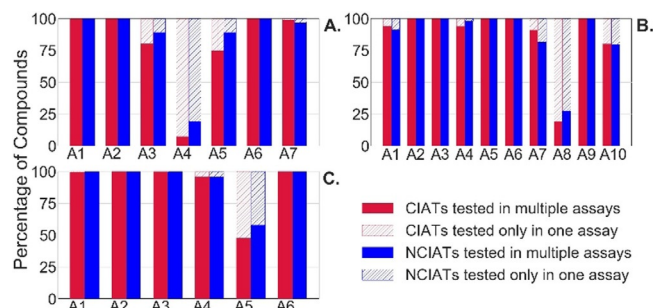 Percentage of Compounds
100
75
50
25
0
A1 A2 A3 A4 A5 A6 A7
A.
100
75
50
25
0
A1 A2 A3 A4 A5 A6 A7 A8 A9 A10
B.
100
75
50
25
0
A1 A2 A3 A4 A5 A6
C.
CIATs tested in multiple assays
CIATs tested only in one assay
NCIATs tested in multiple assays
NCIATs tested only in one assay